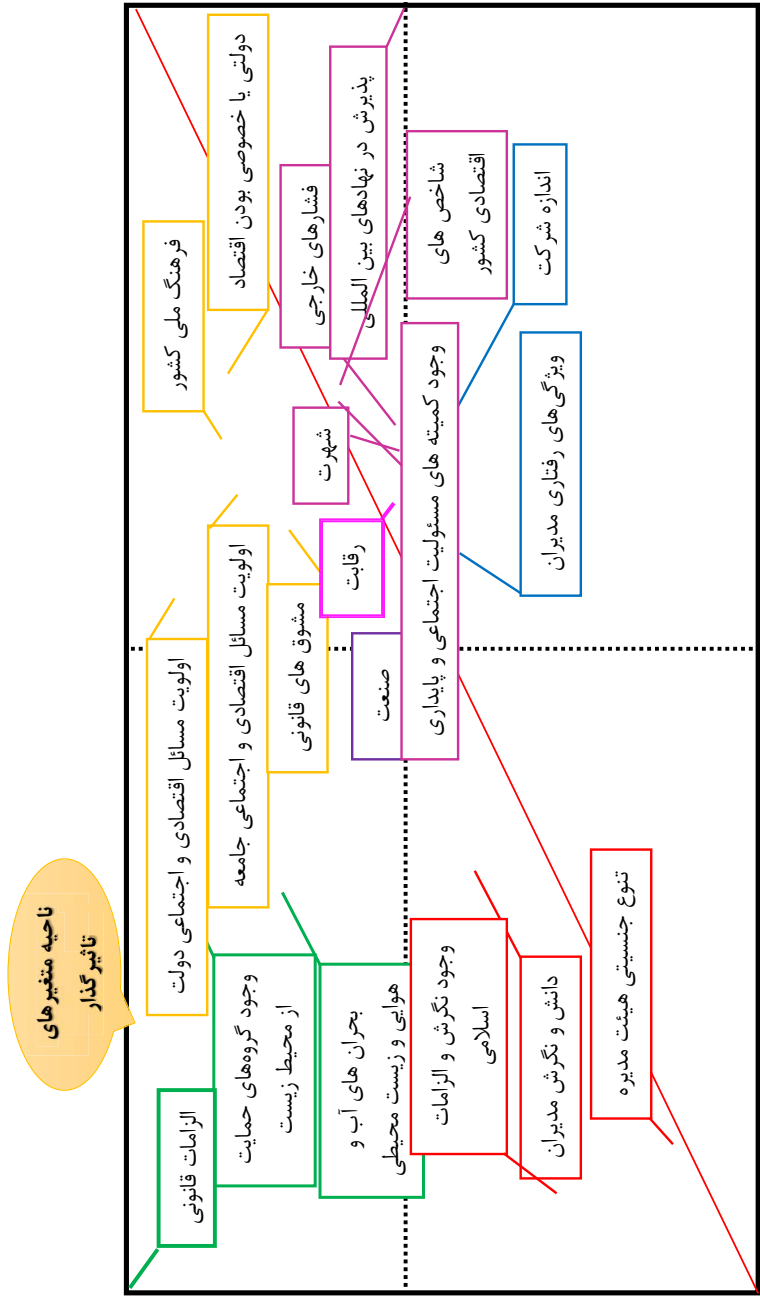 ناحیه متغیرهای
تاثیرگذار
الزامات قانونی
اولویت مسائل اقتصادی و اجتماعی دولت
فرهنگ ملی کشور
وجود گروه‌های حمایت
از محیط زیست
اولویت مسائل اقتصادی و اجتماعی جامعه
دولتی یا خصوصی بودن اقتصاد
مشوق های قانونی
فشارهای خارجی
شهرت
بحران های آب و
هوایی و زیست محیطی
رقابت
پذیرش در نهادهای بین المللی
صنعت
وجود کمیته های مسئولیت اجتماعی و پایداری
وجود نگرش و الزامات
اسلامی
شاخص های
اقتصادی کشور
دانش و نگرش مدیران
ویژگی‌های رفتاری مدیران
اندازه شرکت
تنوع جنسیتی هیئت مدیره